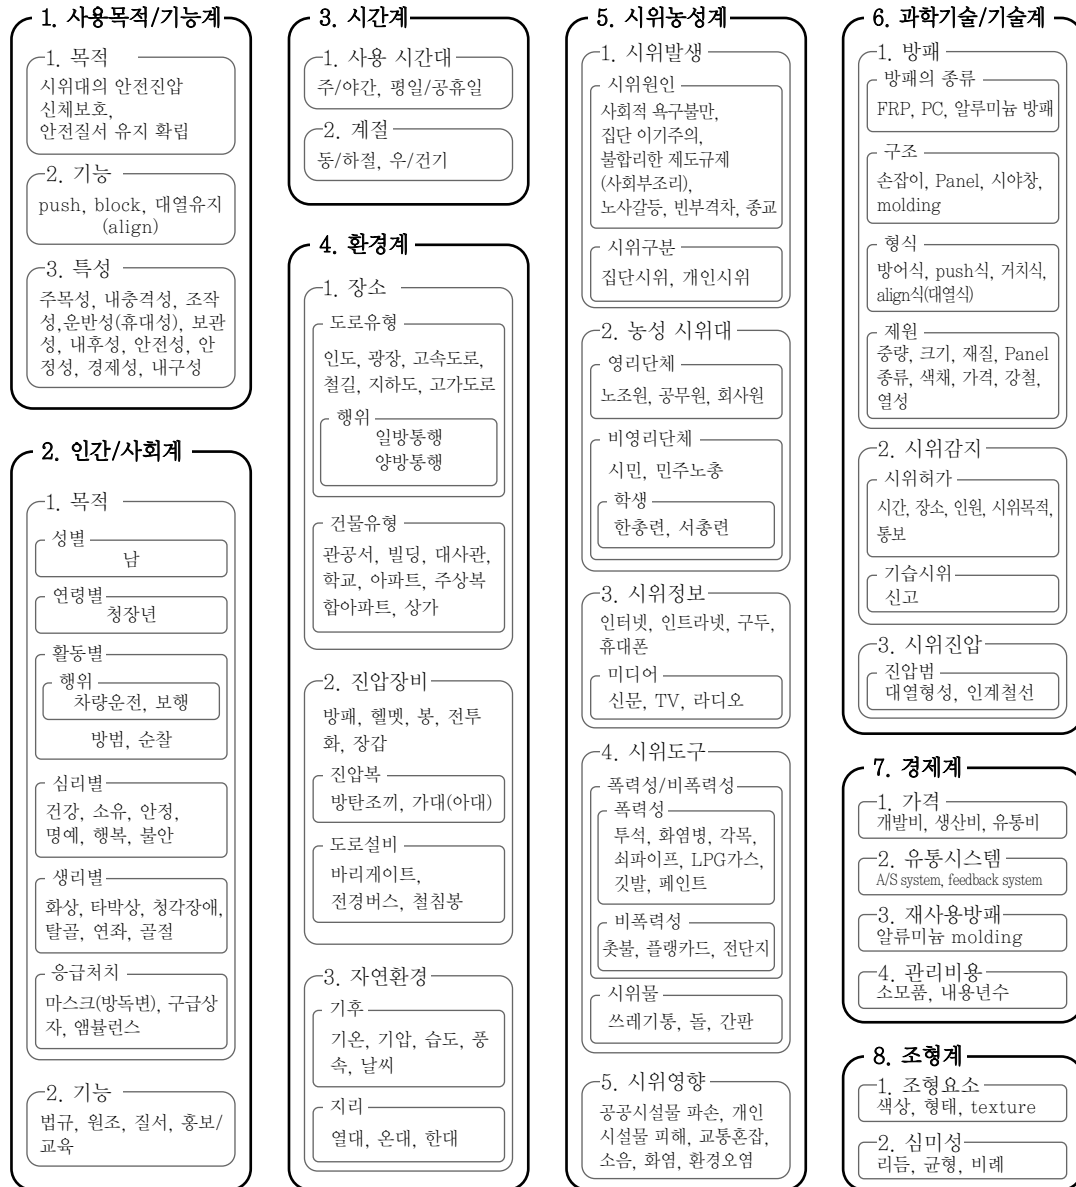 1. 사용목적/기능계
1. 목적
시위대의 안전진압
신체보호,
안전질서 유지 확립
2. 기능
push, block, 대열유지
(align)
3. 특성
주목성, 내충격성, 조작
성,운반성(휴대성), 보관
성, 내후성, 안전성, 안
정성, 경제성, 내구성
2. 인간/사회계
1. 목적
성별
남
연령별
청장년
활동별
행위
차량운전, 보행
방범, 순찰
심리별
건강, 소유, 안정,
명예, 행복, 불안
생리별
화상, 타박상, 청각장애,
탈골, 연좌, 골절
응급처치
마스크(방독변), 구급상
자, 앰뷸런스
2. 기능
법규, 원조, 질서, 홍보/
교육
3. 시간계
1. 사용 시간대
주/야간, 평일/공휴일
2. 계절
동/하절, 우/건기
4. 환경계
1. 장소
도로유형
인도, 광장, 고속도로,
철길, 지하도, 고가도로
행위
일방통행
양방통행
건물유형
관공서, 빌딩, 대사관,
학교, 아파트, 주상복
합아파트, 상가
2. 진압장비
방패, 헬멧, 봉, 전투
화, 장갑
진압복
방탄조끼, 가대(아대)
도로설비
바리게이트,
전경버스, 철침봉
3. 자연환경
기후
기온, 기압, 습도, 풍
속, 날씨
지리
열대, 온대, 한대
5. 시위농성계
1. 시위발생
시위원인
사회적 욕구불만,
집단 이기주의,
불합리한 제도규제
(사회부조리),
노사갈등, 빈부격차, 종교
시위구분
집단시위, 개인시위
2. 농성 시위대
영리단체
노조원, 공무원, 회사원
비영리단체
시민, 민주노총
학생
한총련, 서총련
3. 시위정보
인터넷, 인트라넷, 구두,
휴대폰
미디어
신문, TV, 라디오
4. 시위도구
폭력성/비폭력성
폭력성
투석, 화염병, 각목,
쇠파이프, LPG가스,
깃발, 페인트
비폭력성
촛불, 플랭카드, 전단지
시위물
쓰레기통, 돌, 간판
5. 시위영향
공공시설물 파손, 개인
시설물 피해, 교통혼잡,
소음, 화염, 환경오염
6. 과학기술/기술계
1. 방패
방패의 종류
FRP, PC, 알루미늄 방패
구조
손잡이, Panel, 시야창,
molding
형식
방어식, push식, 거치식,
align식(대열식)
제원
중량, 크기, 재질, Panel
종류, 색채, 가격, 강철,
열성
2. 시위감지
시위허가
시간, 장소, 인원, 시위목적,
통보
기습시위
신고
3. 시위진압
진압범
대열형성, 인계철선
7. 경제계
1. 가격
개발비, 생산비, 유통비
2. 유통시스템
A/S system, feedback system
3. 재사용방패
알류미늄 molding
4. 관리비용
소모품, 내용년수
8. 조형계
1. 조형요소
색상, 형태, texture
2. 심미성
리듬, 균형, 비례